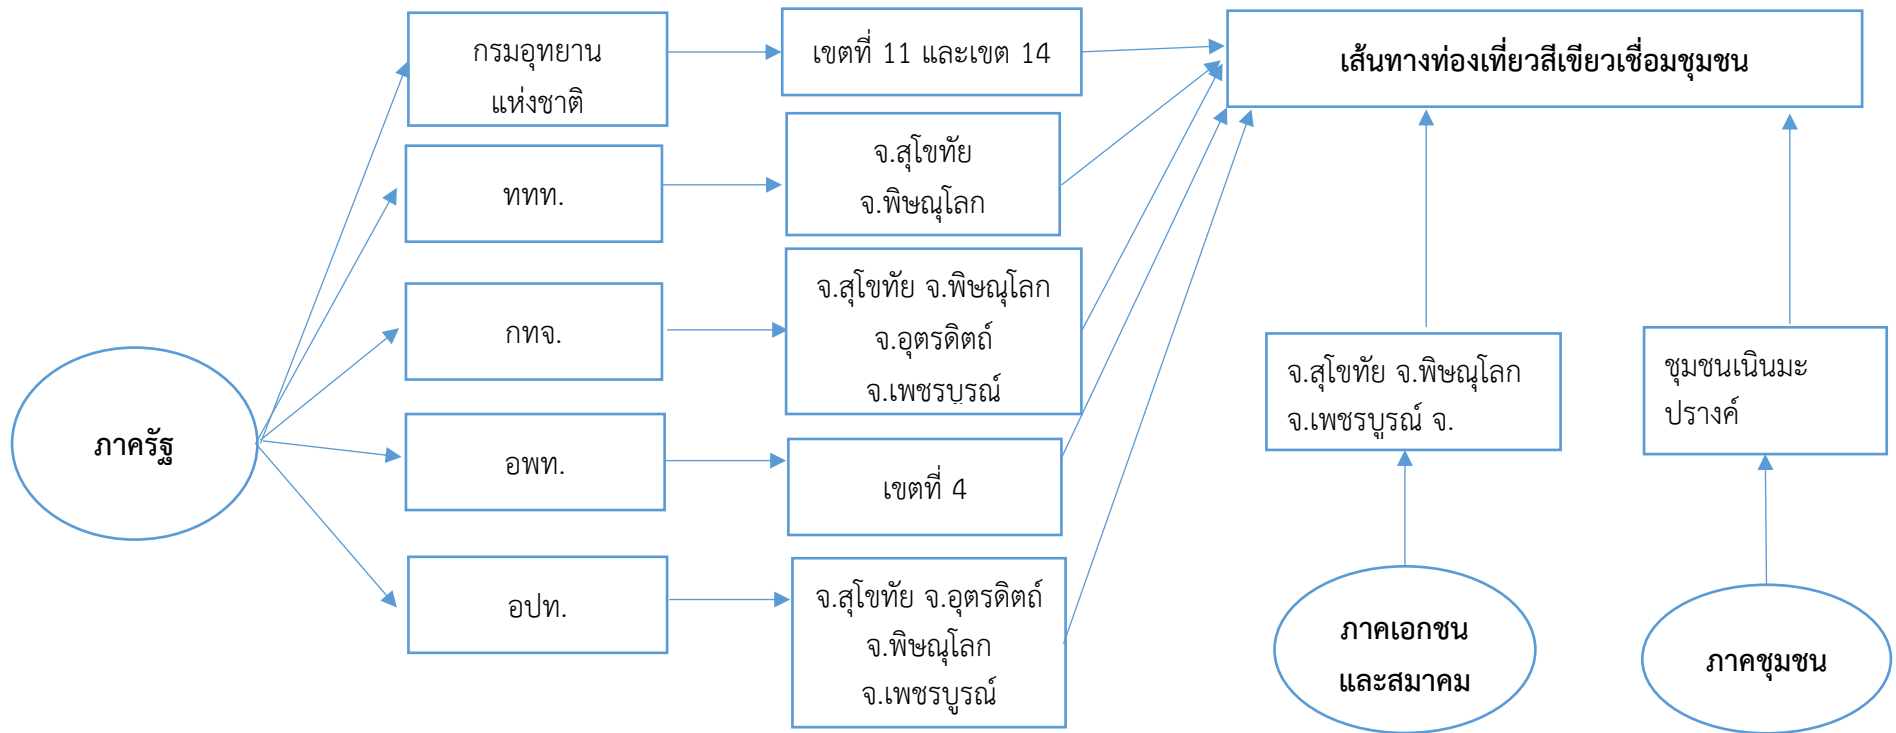 กรมอุทยาน
แห่งชาติ
เขตที่ 11 และเขต 14
เส้นทางท่องเที่ยวสีเขียวเชื่อมชุมชน
ททท.
จ.สุโขทัย
จ.พิษณุโลก
กทจ.
จ.สุโขทัย จ.พิษณุโลก
จ.อุตรดิตถ์
จ.เพชรบูรณ์
ภาครัฐ
อพท.
เขตที่ 4
อปท.
จ.สุโขทัย จ.อุตรดิตถ์
จ.พิษณุโลก
จ.เพชรบูรณ์
จ.สุโขทัย จ.พิษณุโลก
จ.เพชรบูรณ์ จ.
ภาคเอกชน
และสมาคม
ชุมชนเนินมะ
ปรางค์
ภาคชุมชน